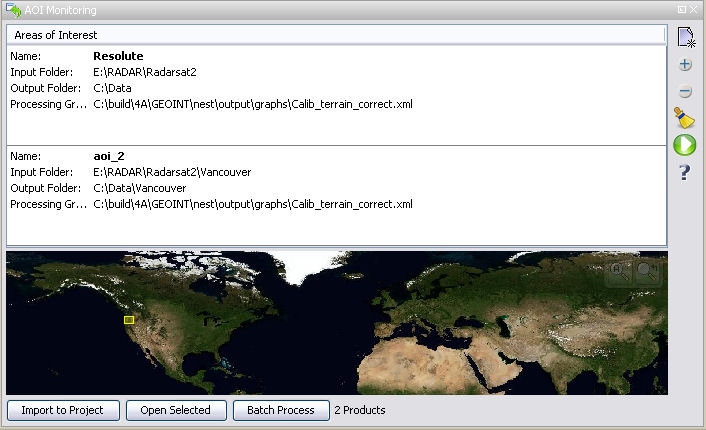 AOI Monitoring
Areas of Interest
Name: Resolute
Input Folder: E:\RADAR\Radarsat2
Output Folder: C:\Data
Processing Gr... C:\build\4A\GEOINT\nest\output\graphs\Calib_terrain_correct.xml
Name: aoi_2
Input Folder: E:\RADAR\Radarsat2\Vancouver
Output Folder: C:\Data\Vancouver
Processing Gr... C:\build\4A\GEOINT\nest\output\graphs\Calib_terrain_correct.xml
Import to Project Open Selected Batch Process 2 Products